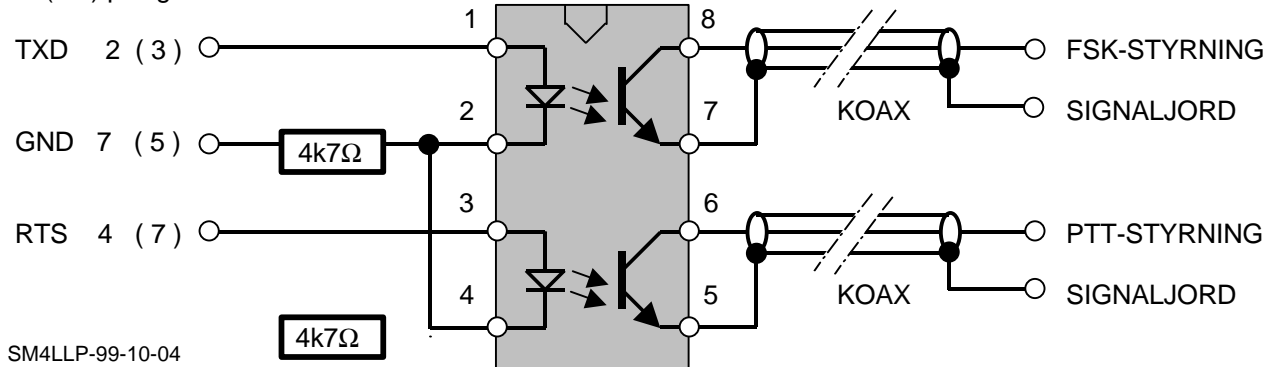 1
8
TXD 2 (3)
FSK-STYRNING
2
7
KOAX
SIGNALJORD
GND 7 (5)
4k7Ω
3
6
RTS 4 (7)
PTT-STYRNING
4
5
KOAX
SIGNALJORD
4k7Ω
SM4LLP-99-10-04